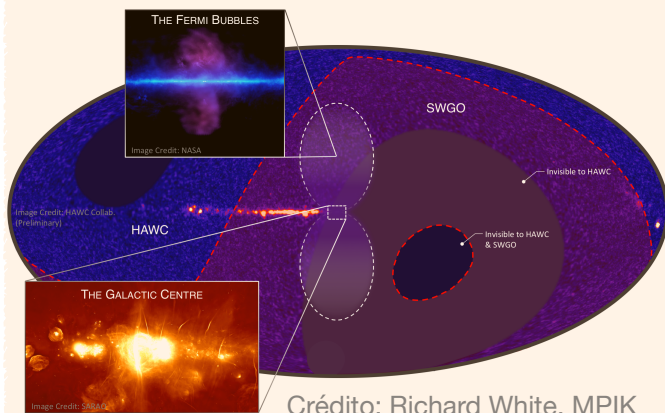 THE FERMI BUBBLES
Image Credit: NASA
SWGO
Invisible to HAWC
Image Credit: HAWC Collab.
(Preliminary)
HAWC
Invisible to HAWC
& SWGO
THE GALACTIC CENTRE
Image Credit: SARAO
Crédito: Richard White, MPIK